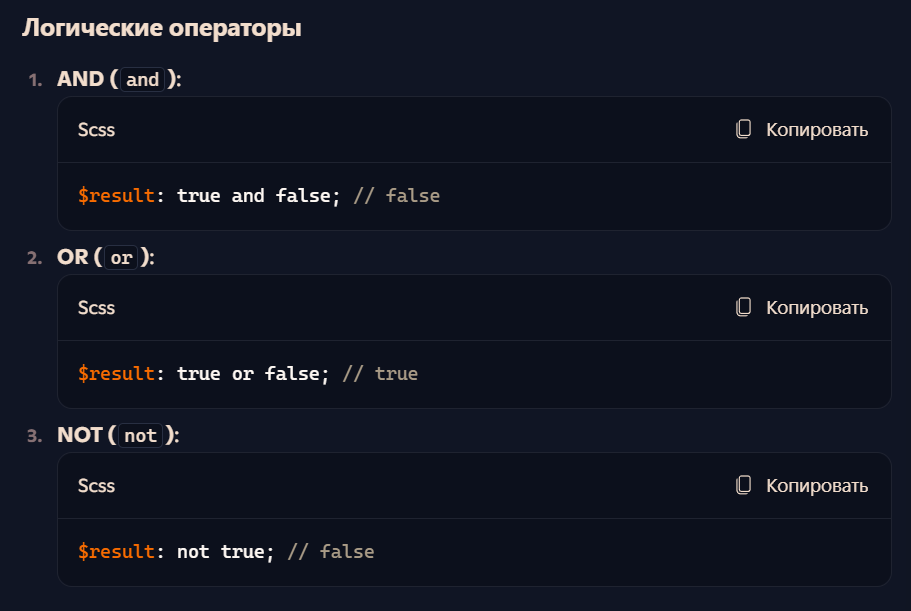 Логические операторы
1. AND ( and ):
Scss Копировать
$result: true and false; // false
2. OR ( or ):
Scss Копировать
$result: true or false; // true
3. NOT ( not ):
Scss Копировать
$result: not true; // false